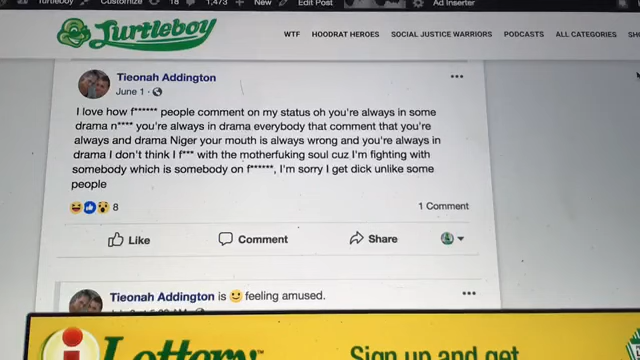 Customize
18
1,473
New
Edit Post
Ad Inserter
Turtleboy
WTF HOODRAT HEROES SOCIAL JUSTICE WARRIORS PODCASTS ALL CATEGORIES
Tieonah Addington
June 1 ·
I love how f****** people comment on my status oh you're always in some
drama n**** you're always in drama everybody that comment that you're
always and drama Niger your mouth is always wrong and you're always in
drama I don't think I f*** with the motherfuking soul cuz I'm fighting with
somebody which is somebody on f******, I'm sorry I get dick unlike some
people
8
1 Comment
Like Comment Share
Tieonah Addington is feeling amused.
Lottery
Sign up and get